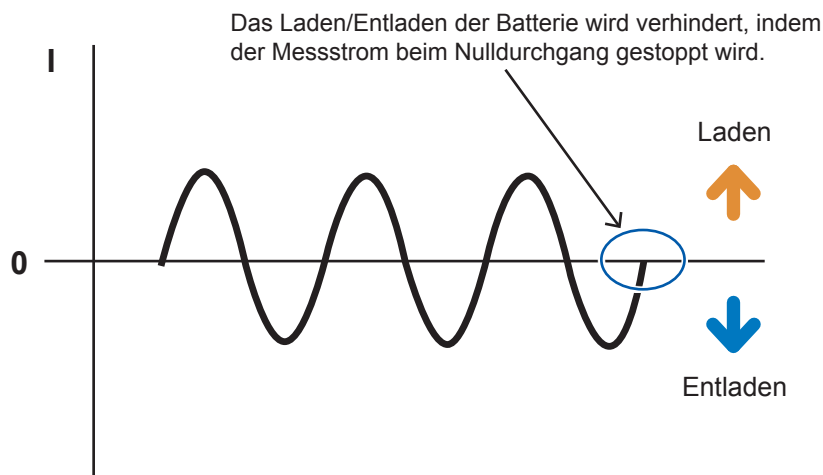 Das Laden/Entladen der Batterie wird verhindert, indem
der Messstrom beim Nulldurchgang gestoppt wird.
I
Laden
0
Entladen